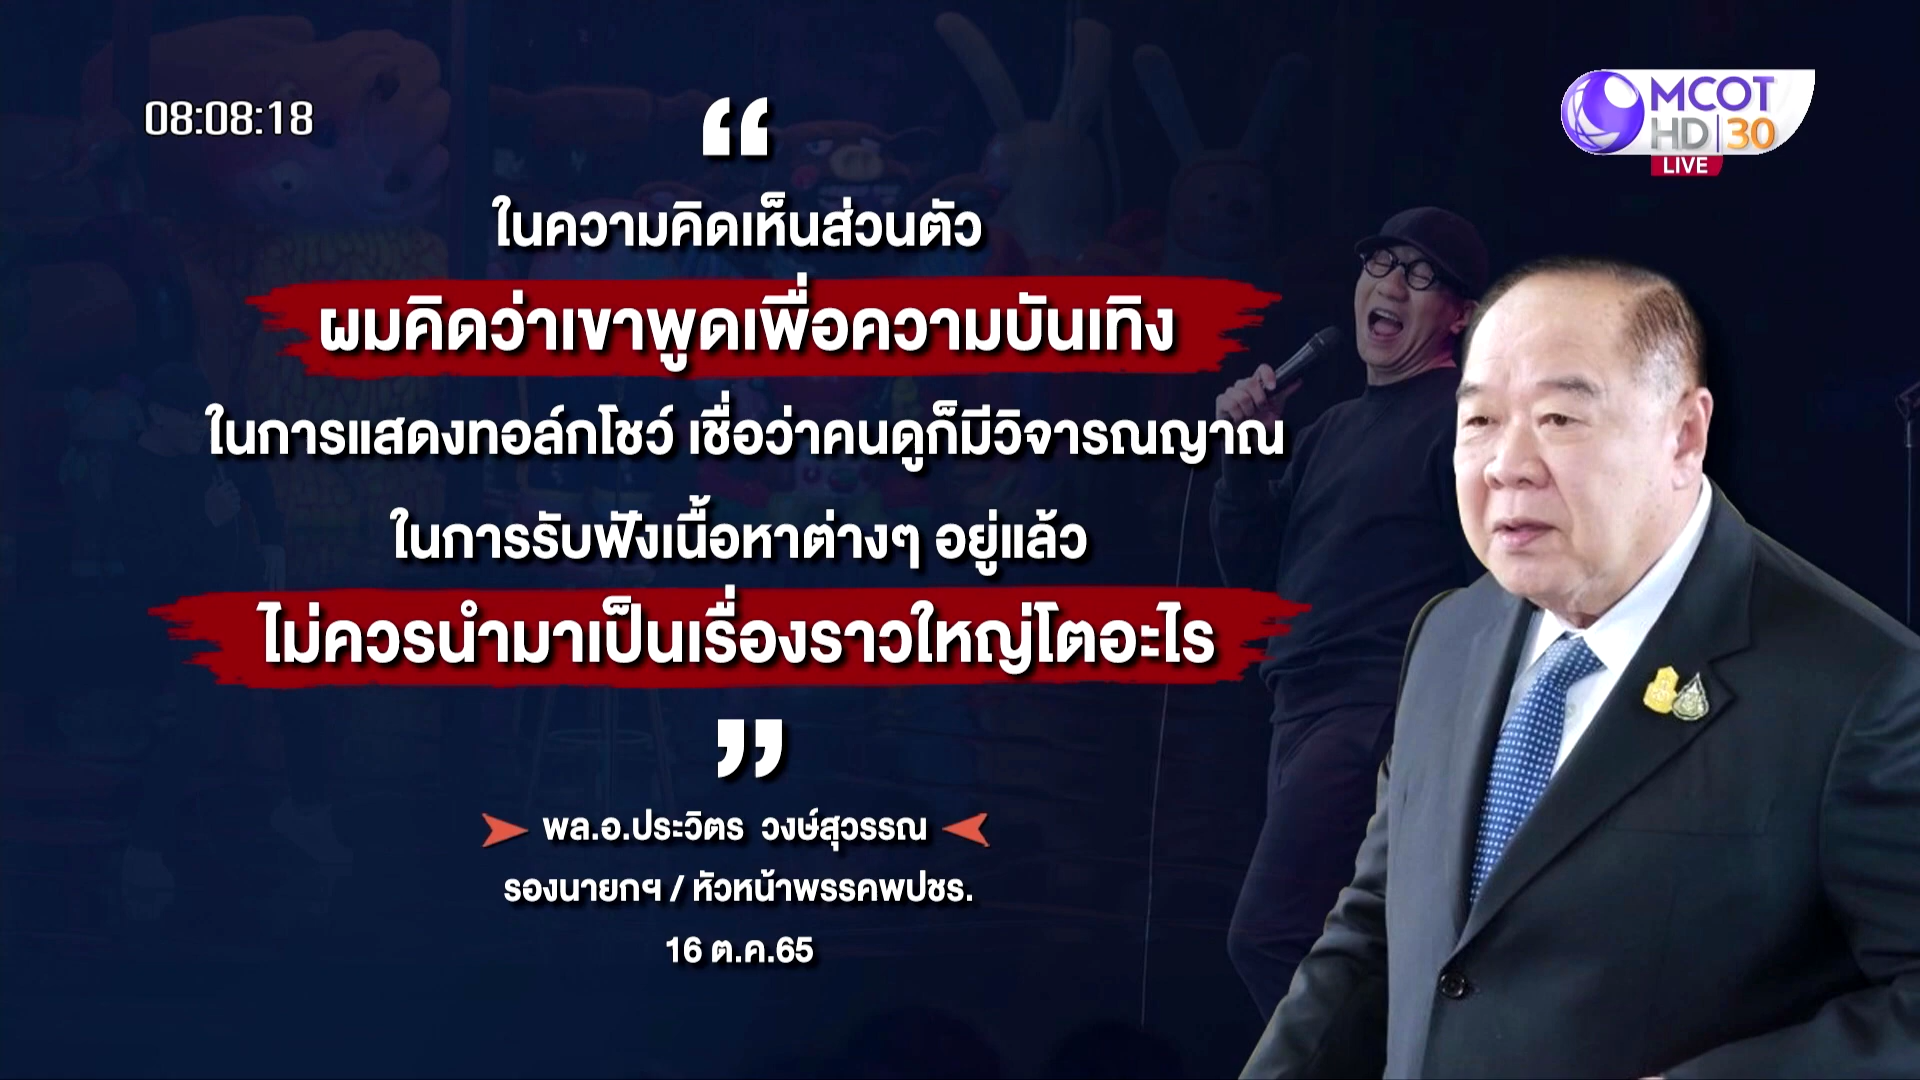 08:08:18
MCOT
HD 30
LIVE
“
ในความคิดเห็นส่วนตัว
ผมคิดว่าเขาพูดเพื่อความบันเทิง
ในการแสดงทอล์กโชว์ เชื่อว่าคนดูก็มีวิจารณญาณ
ในการรับฟังเนื้อหาต่างๆ อยู่แล้ว
ไม่ควรนำมาเป็นเรื่องราวใหญ่โตอะไร
”
พล.อ.ประวิตร วงษ์สุวรรณ
รองนายกฯ / หัวหน้าพรรคพปชร.
16 ต.ค.65